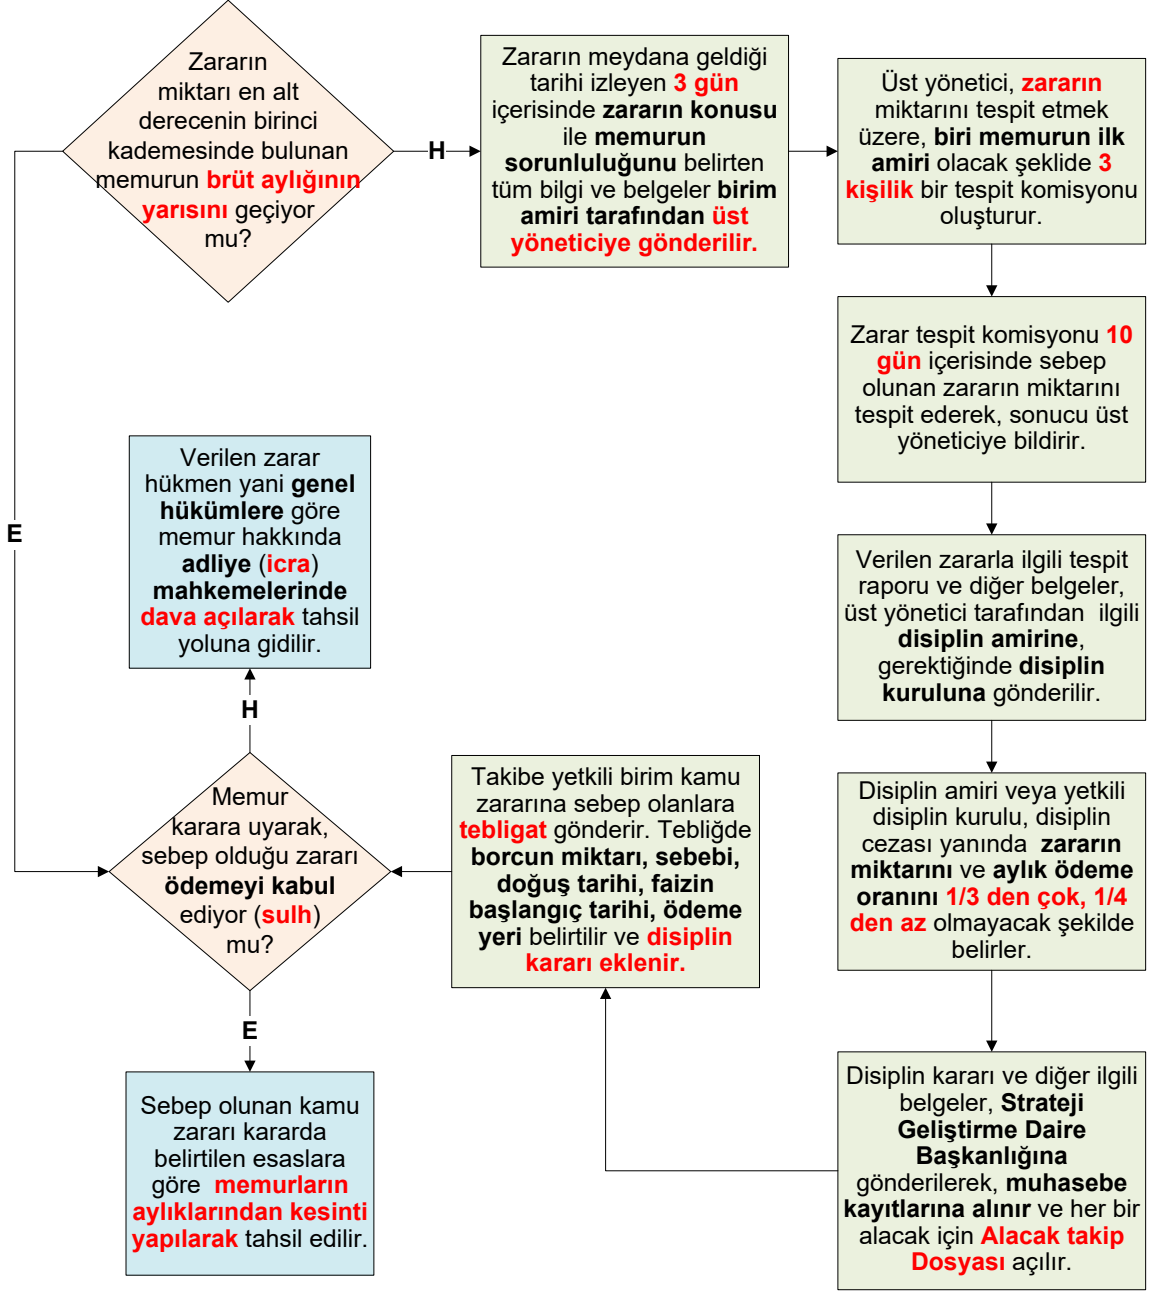 Zararın
miktarı en alt
derecenin birinci
kademesinde bulunan
memurun brüt aylığının
yarısını geçiyor
mu?
H
Zararın meydana geldiği
tarihi izleyen 3 gün
içerisinde zararın konusu
ile memurun
sorunluluğunu belirten
tüm bilgi ve belgeler birim
amiri tarafından üst
yöneticiye gönderilir.
Üst yönetici, zararın
miktarını tespit etmek
üzere, biri memurun ilk
amiri olacak şeklide 3
kişilik bir tespit komisyonu
oluşturur.
Zarar tespit komisyonu 10
gün içerisinde sebep
olunan zararın miktarını
tespit ederek, sonucu üst
yöneticiye bildirir.
Verilen zararla ilgili tespit
raporu ve diğer belgeler,
üst yönetici tarafından ilgili
disiplin amirine,
gerektiğinde disiplin
kuruluna gönderilir.
Disiplin amiri veya yetkili
disiplin kurulu, disiplin
cezası yanında zararın
miktarını ve aylık ödeme
oranını 1/3 den çok, 1/4
den az olmayacak şekilde
belirler.
Disiplin kararı ve diğer ilgili
belgeler, Strateji
Geliştirme Daire
Başkanlığına
gönderilerek, muhasebe
kayıtlarına alınır ve her bir
alacak için Alacak takip
Dosyası açılır.
Takibe yetkili birim kamu
zararına sebep olanlara
tebligat gönderir. Tebliğde
borcun miktarı, sebebi,
doğuş tarihi, faizin
başlangıç tarihi, ödeme
yeri belirtilir ve disiplin
kararı eklenir.
E
Memur
karara uyarak,
sebep olduğu zararı
ödemeyi kabul
ediyor (sulh)
mu?
H
Verilen zarar
hükmen yani genel
hükümlere göre
memur hakkında
adliye (icra)
mahkemelerinde
dava açılarak tahsil
yoluna gidilir.
E
Sebep olunan kamu
zararı kararda
belirtilen esaslara
göre memurların
aylıklarından kesinti
yapılarak tahsil edilir.